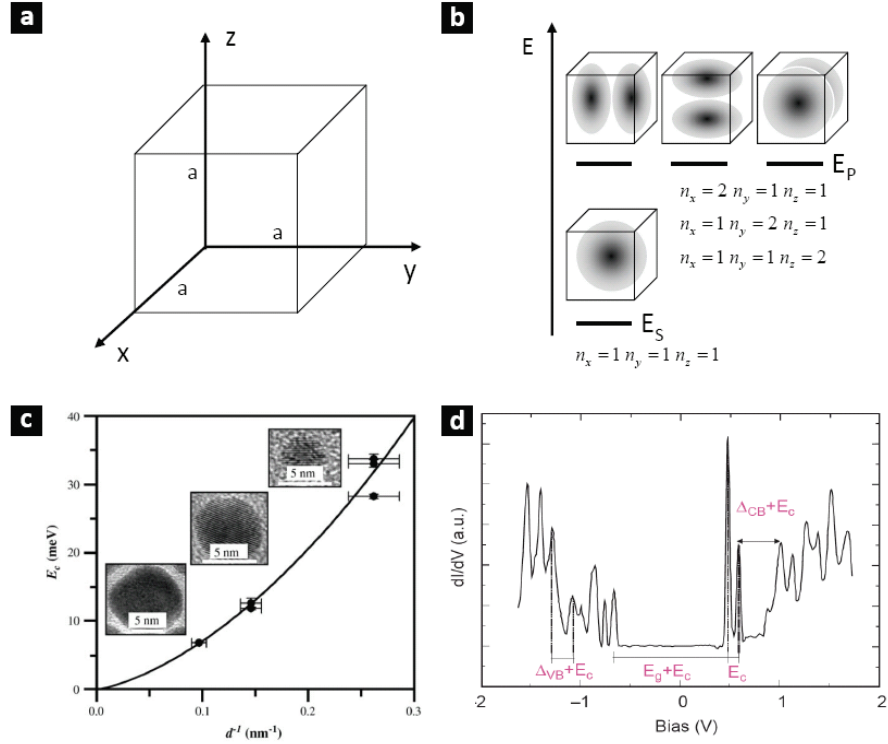 a
z
a
a
a
y
x
b
E
E_P
n_x = 2 n_y = 1 n_z = 1
n_x = 1 n_y = 2 n_z = 1
n_x = 1 n_y = 1 n_z = 2
E_S
n_x = 1 n_y = 1 n_z = 1
c
40
30
20
10
0
E_c (meV)
5 nm
5 nm
5 nm
0.0
0.1
0.2
0.3
d^-1 (nm^-1)
d
dI/dV (a.u.)
Δ_CB+E_c
Δ_VB+E_c
E_g+E_c
E_c
-2
-1
0
1
2
Bias (V)